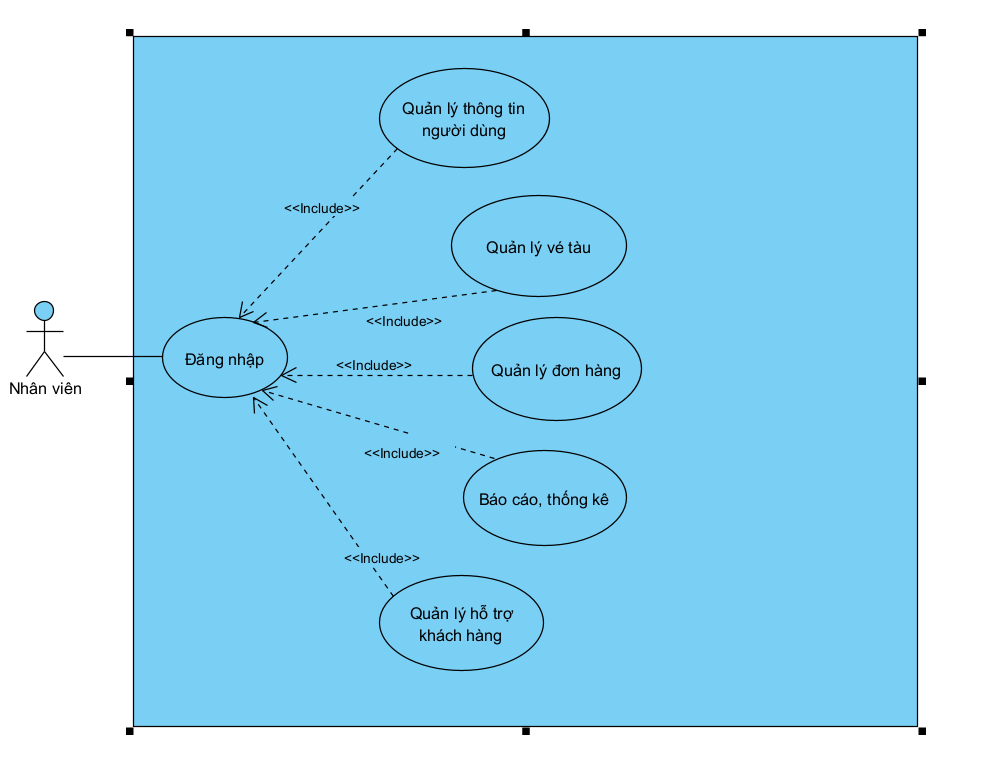 Quản lý thông tin
người dùng
<<Include>>
Quản lý vé tàu
<<Include>>
Đăng nhập
<<Include>>
Quản lý đơn hàng
Nhân viên
<<Include>>
Báo cáo, thống kê
<<Include>>
Quản lý hỗ trợ
khách hàng